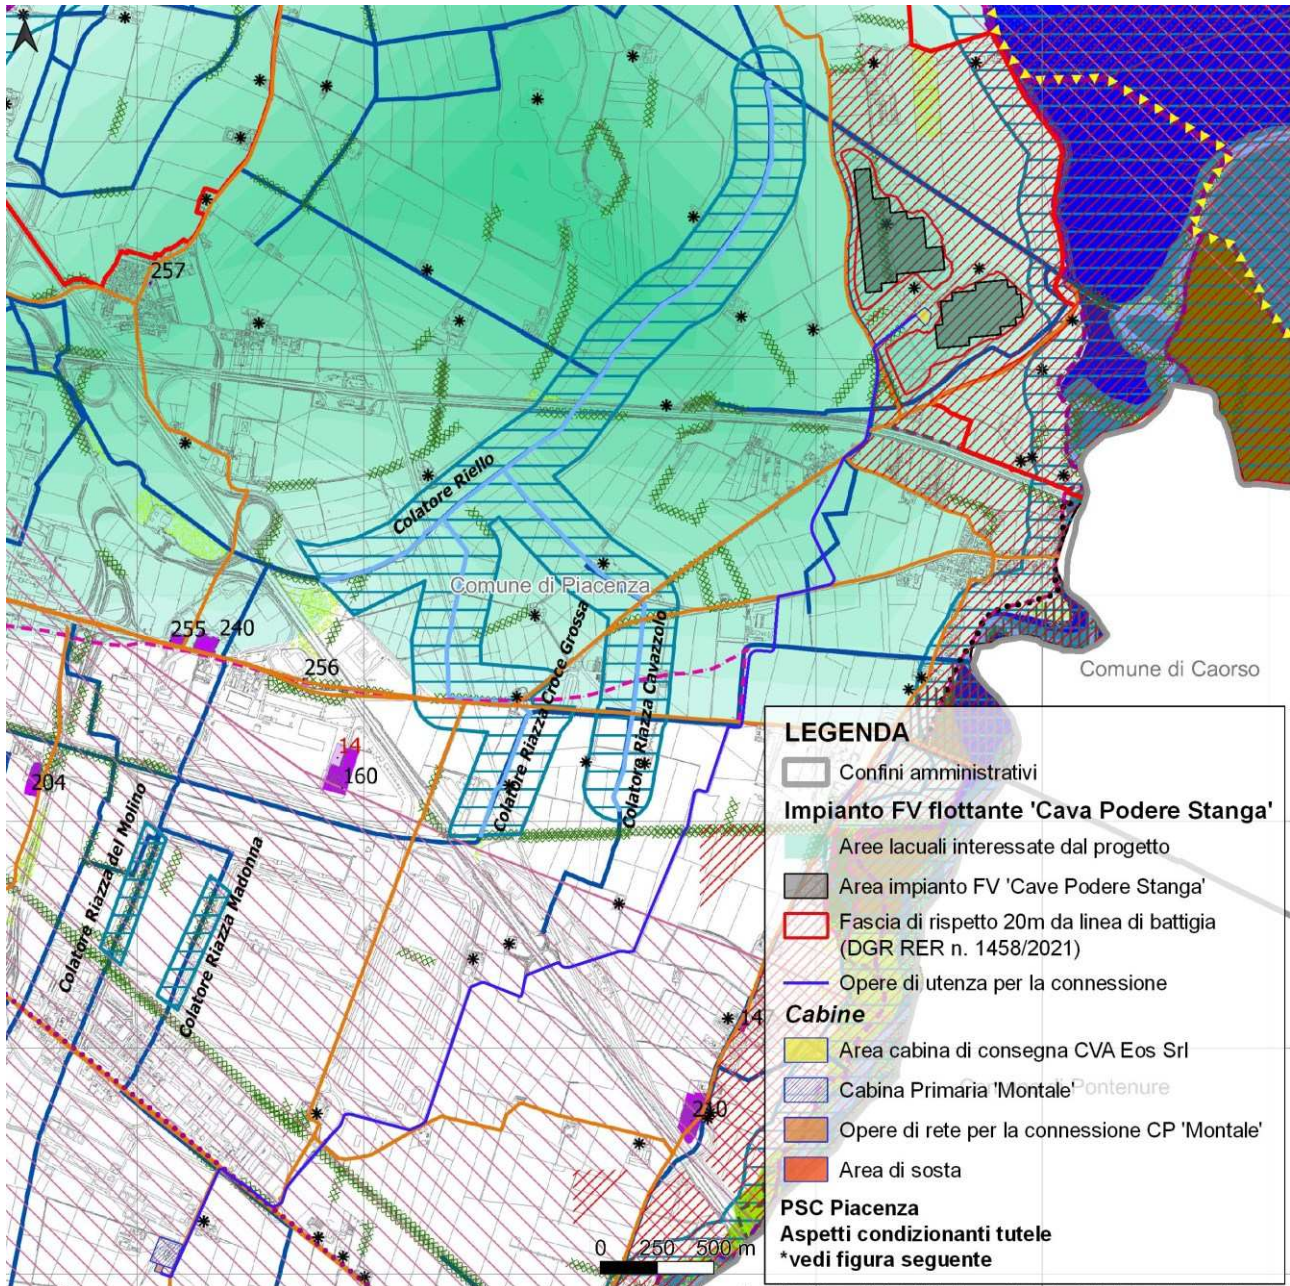 257
Colatore Riello
Comune di Piacenza
255
240
256
Colatore Riazza Croce Grossa
Colatore Riazza Cavazzolo
Comune di Caorso
14
160
204
Colatore Riazza del Molino
Colatore Riazza Madonna
147
210
0 250 500 m
LEGENDA
Confini amministrativi
Impianto FV flottante 'Cava Podere Stanga'
Aree lacuali interessate dal progetto
Area impianto FV 'Cave Podere Stanga'
Fascia di rispetto 20m da linea di battigia
(DGR RER n. 1458/2021)
Opere di utenza per la connessione
Cabine
Area cabina di consegna CVA Eos Srl
Cabina Primaria 'Montale'
Pontenure
Opere di rete per la connessione CP 'Montale'
Area di sosta
PSC Piacenza
Aspetti condizionanti tutele
*vedi figura seguente